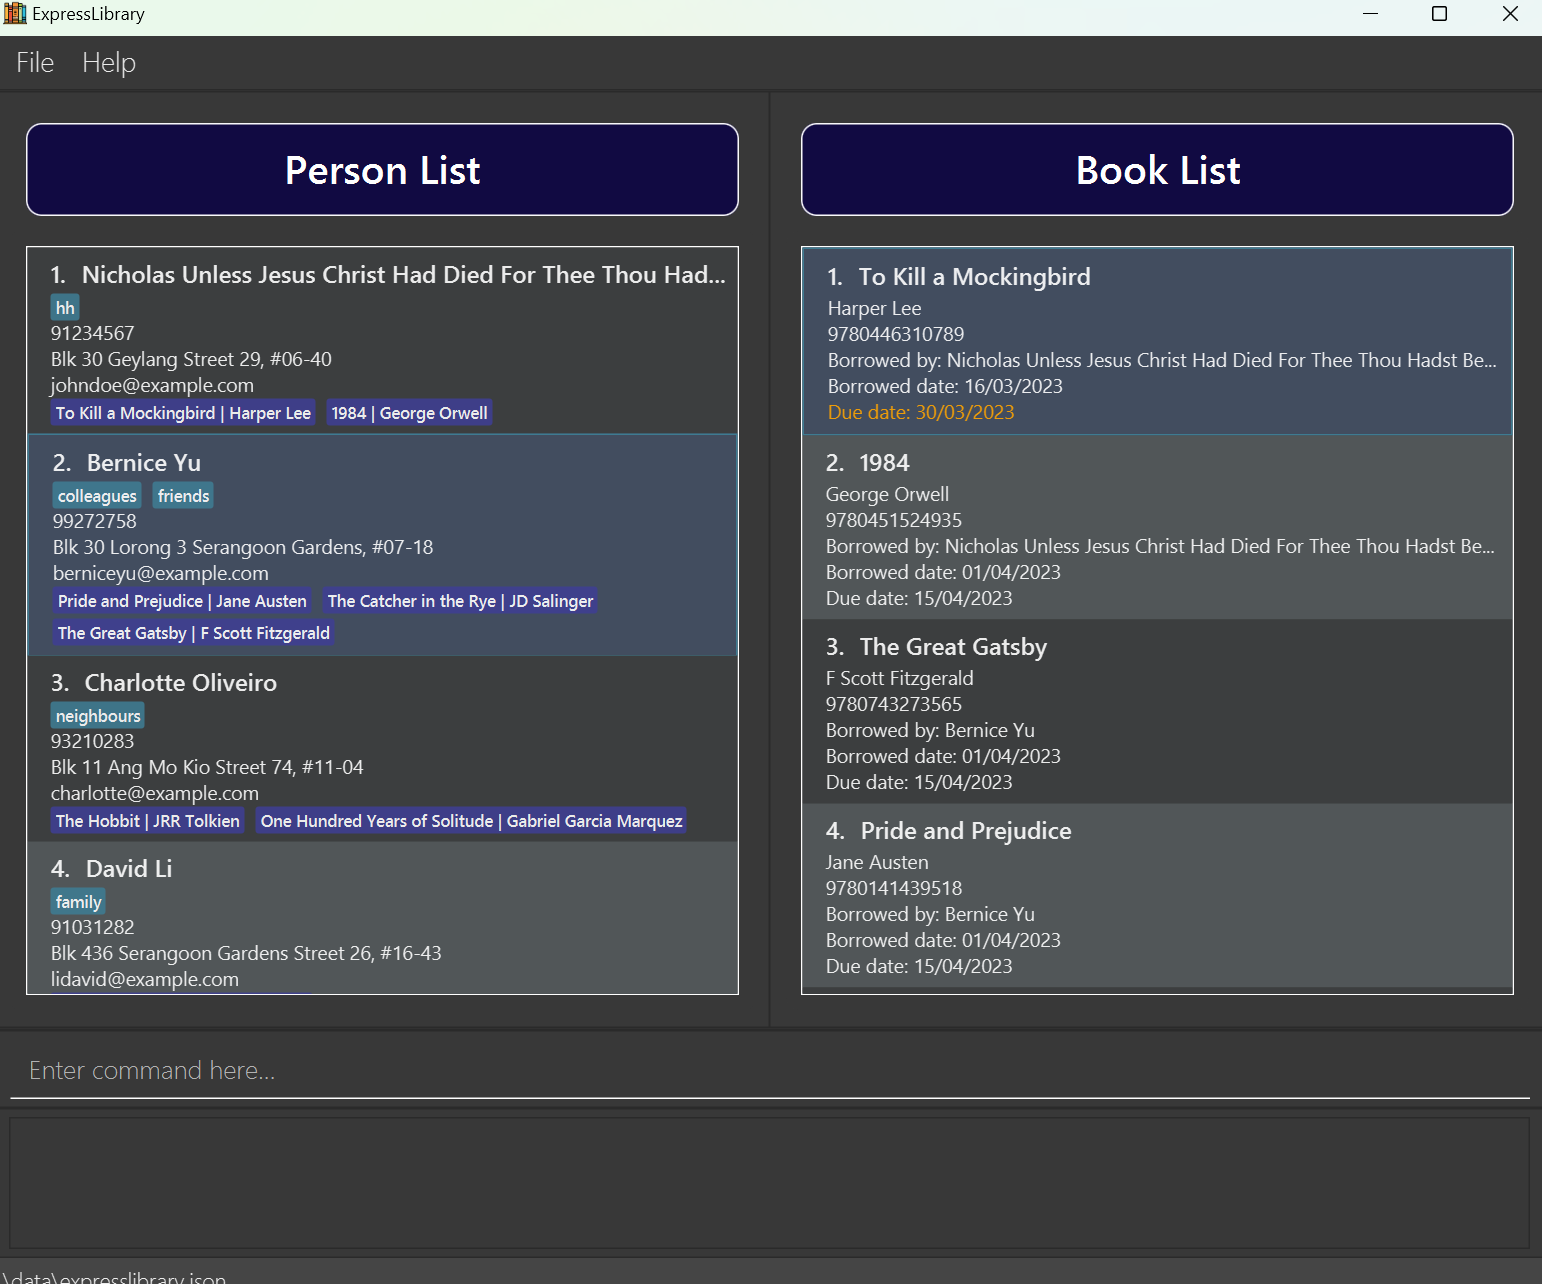 ExpressLibrary
File Help
Person List
1. Nicholas Unless Jesus Christ Had Died For Thee Thou Had...
hh
91234567
Blk 30 Geylang Street 29, #06-40
johndoe@example.com
To Kill a Mockingbird | Harper Lee 1984 | George Orwell
2. Bernice Yu
colleagues friends
99272758
Blk 30 Lorong 3 Serangoon Gardens, #07-18
berniceyu@example.com
Pride and Prejudice | Jane Austen The Catcher in the Rye | JD Salinger
The Great Gatsby | F Scott Fitzgerald
3. Charlotte Oliveiro
neighbours
93210283
Blk 11 Ang Mo Kio Street 74, #11-04
charlotte@example.com
The Hobbit | JRR Tolkien One Hundred Years of Solitude | Gabriel Garcia Marquez
4. David Li
family
91031282
Blk 436 Serangoon Gardens Street 26, #16-43
lidavid@example.com
Book List
1. To Kill a Mockingbird
Harper Lee
9780446310789
Borrowed by: Nicholas Unless Jesus Christ Had Died For Thee Thou Hadst Be...
Borrowed date: 16/03/2023
Due date: 30/03/2023
2. 1984
George Orwell
9780451524935
Borrowed by: Nicholas Unless Jesus Christ Had Died For Thee Thou Hadst Be...
Borrowed date: 01/04/2023
Due date: 15/04/2023
3. The Great Gatsby
F Scott Fitzgerald
9780743273565
Borrowed by: Bernice Yu
Borrowed date: 01/04/2023
Due date: 15/04/2023
4. Pride and Prejudice
Jane Austen
9780141439518
Borrowed by: Bernice Yu
Borrowed date: 01/04/2023
Due date: 15/04/2023
Enter command here...
\data\expresslibrary.json